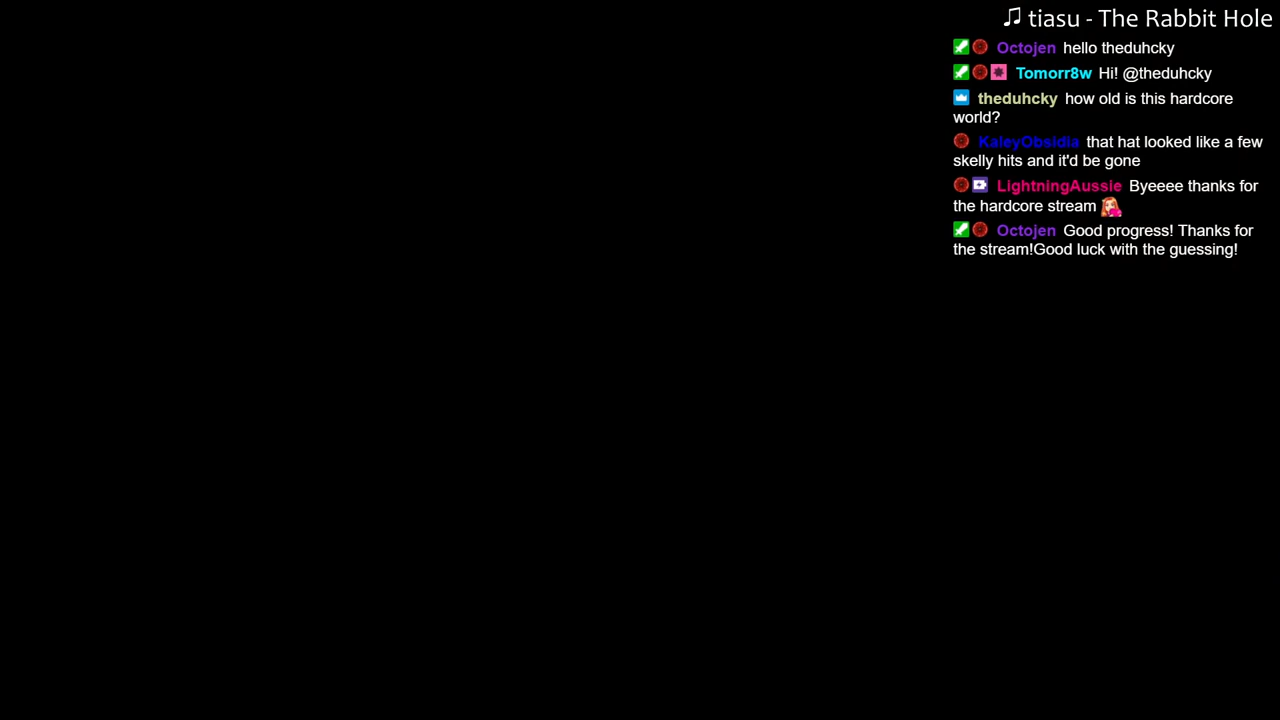 ♫ tiasu - The Rabbit Hole
Octojen hello theduhcky
Tomorr8w Hi! @theduhcky
theduhcky how old is this hardcore
world?
KaleyObsidia that hat looked like a few
skelly hits and it'd be gone
LightningAussie Byeeee thanks for
the hardcore stream
Octojen Good progress! Thanks for
the stream!Good luck with the guessing!